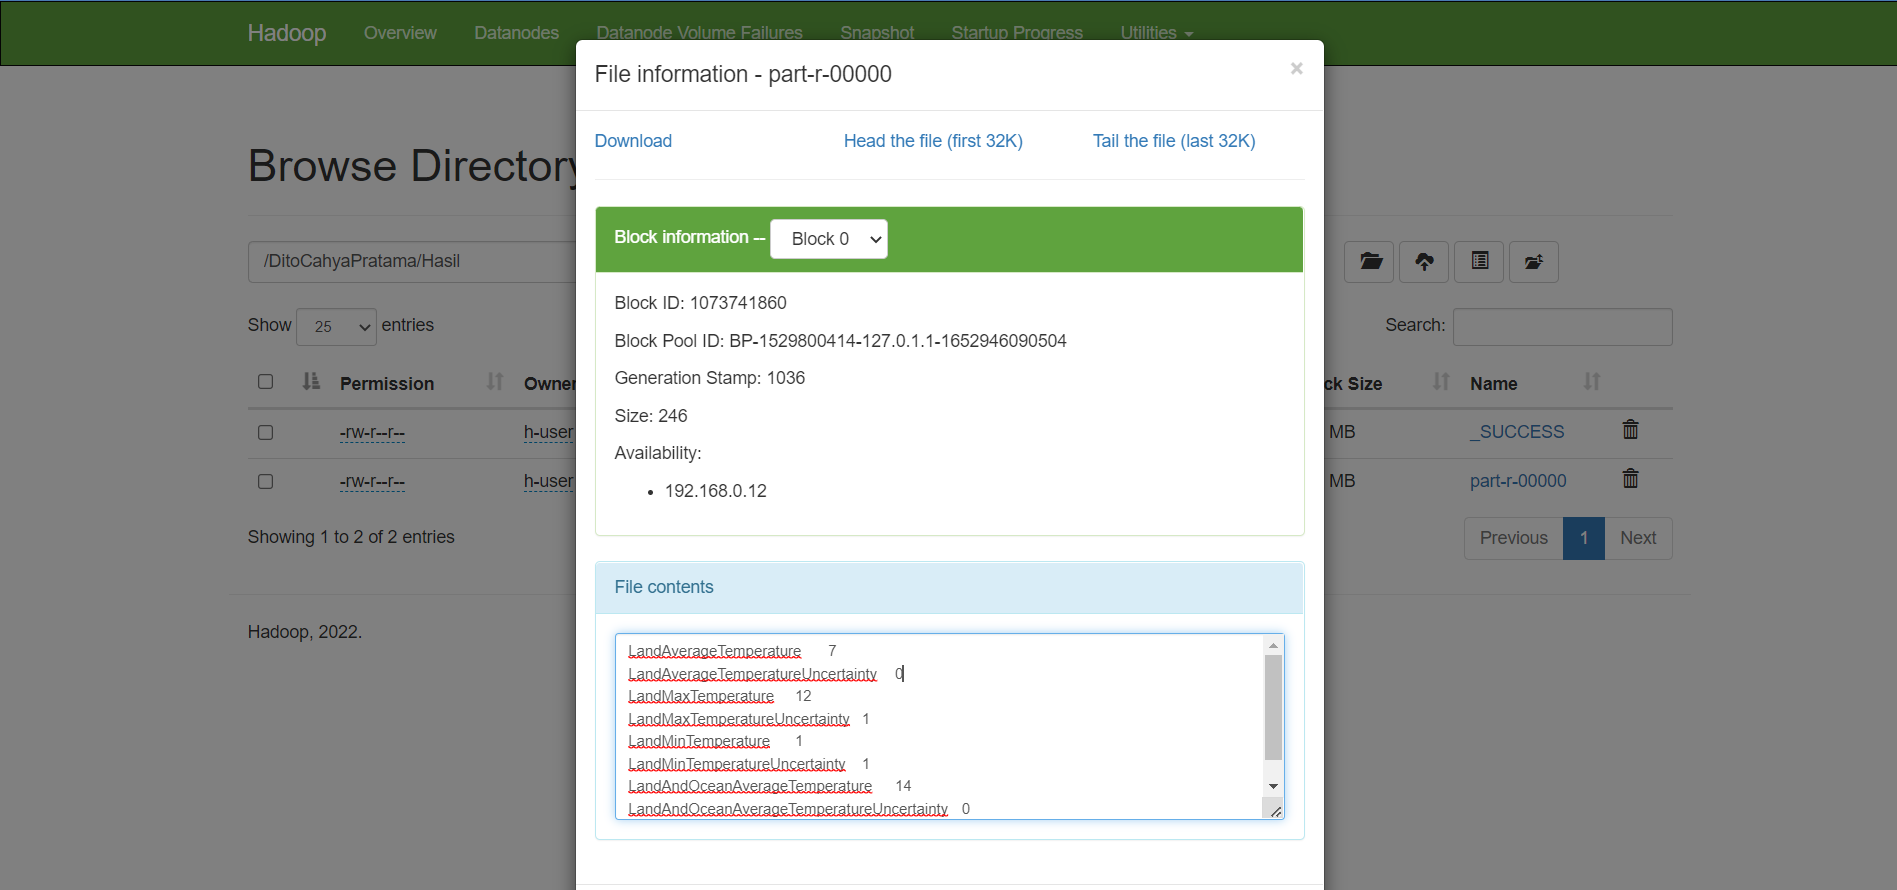 Hadoop Overview Datanodes Datanode Volume Failures Snapshot Startup Progress Utilities
File information - part-r-00000 ×
Download Head the file (first 32K) Tail the file (last 32K)
Browse Directory
Block information -- Block 0
/DitoCahyaPratama/Hasil
Block ID: 1073741860
Block Pool ID: BP-1529800414-127.0.1.1-1652946090504
Generation Stamp: 1036
Size: 246
Availability:
• 192.168.0.12
Show 25 entries Search:
Permission Owner ck Size Name
-rw-r--r-- h-user MB _SUCCESS
-rw-r--r-- h-user MB part-r-00000
Showing 1 to 2 of 2 entries Previous 1 Next
Hadoop, 2022.
File contents
LandAverageTemperature 7
LandAverageTemperatureUncertainty 0
LandMaxTemperature 12
LandMaxTemperatureUncertainty 1
LandMinTemperature 1
LandMinTemperatureUncertainty 1
LandAndOceanAverageTemperature 14
LandAndOceanAverageTemperatureUncertainty 0